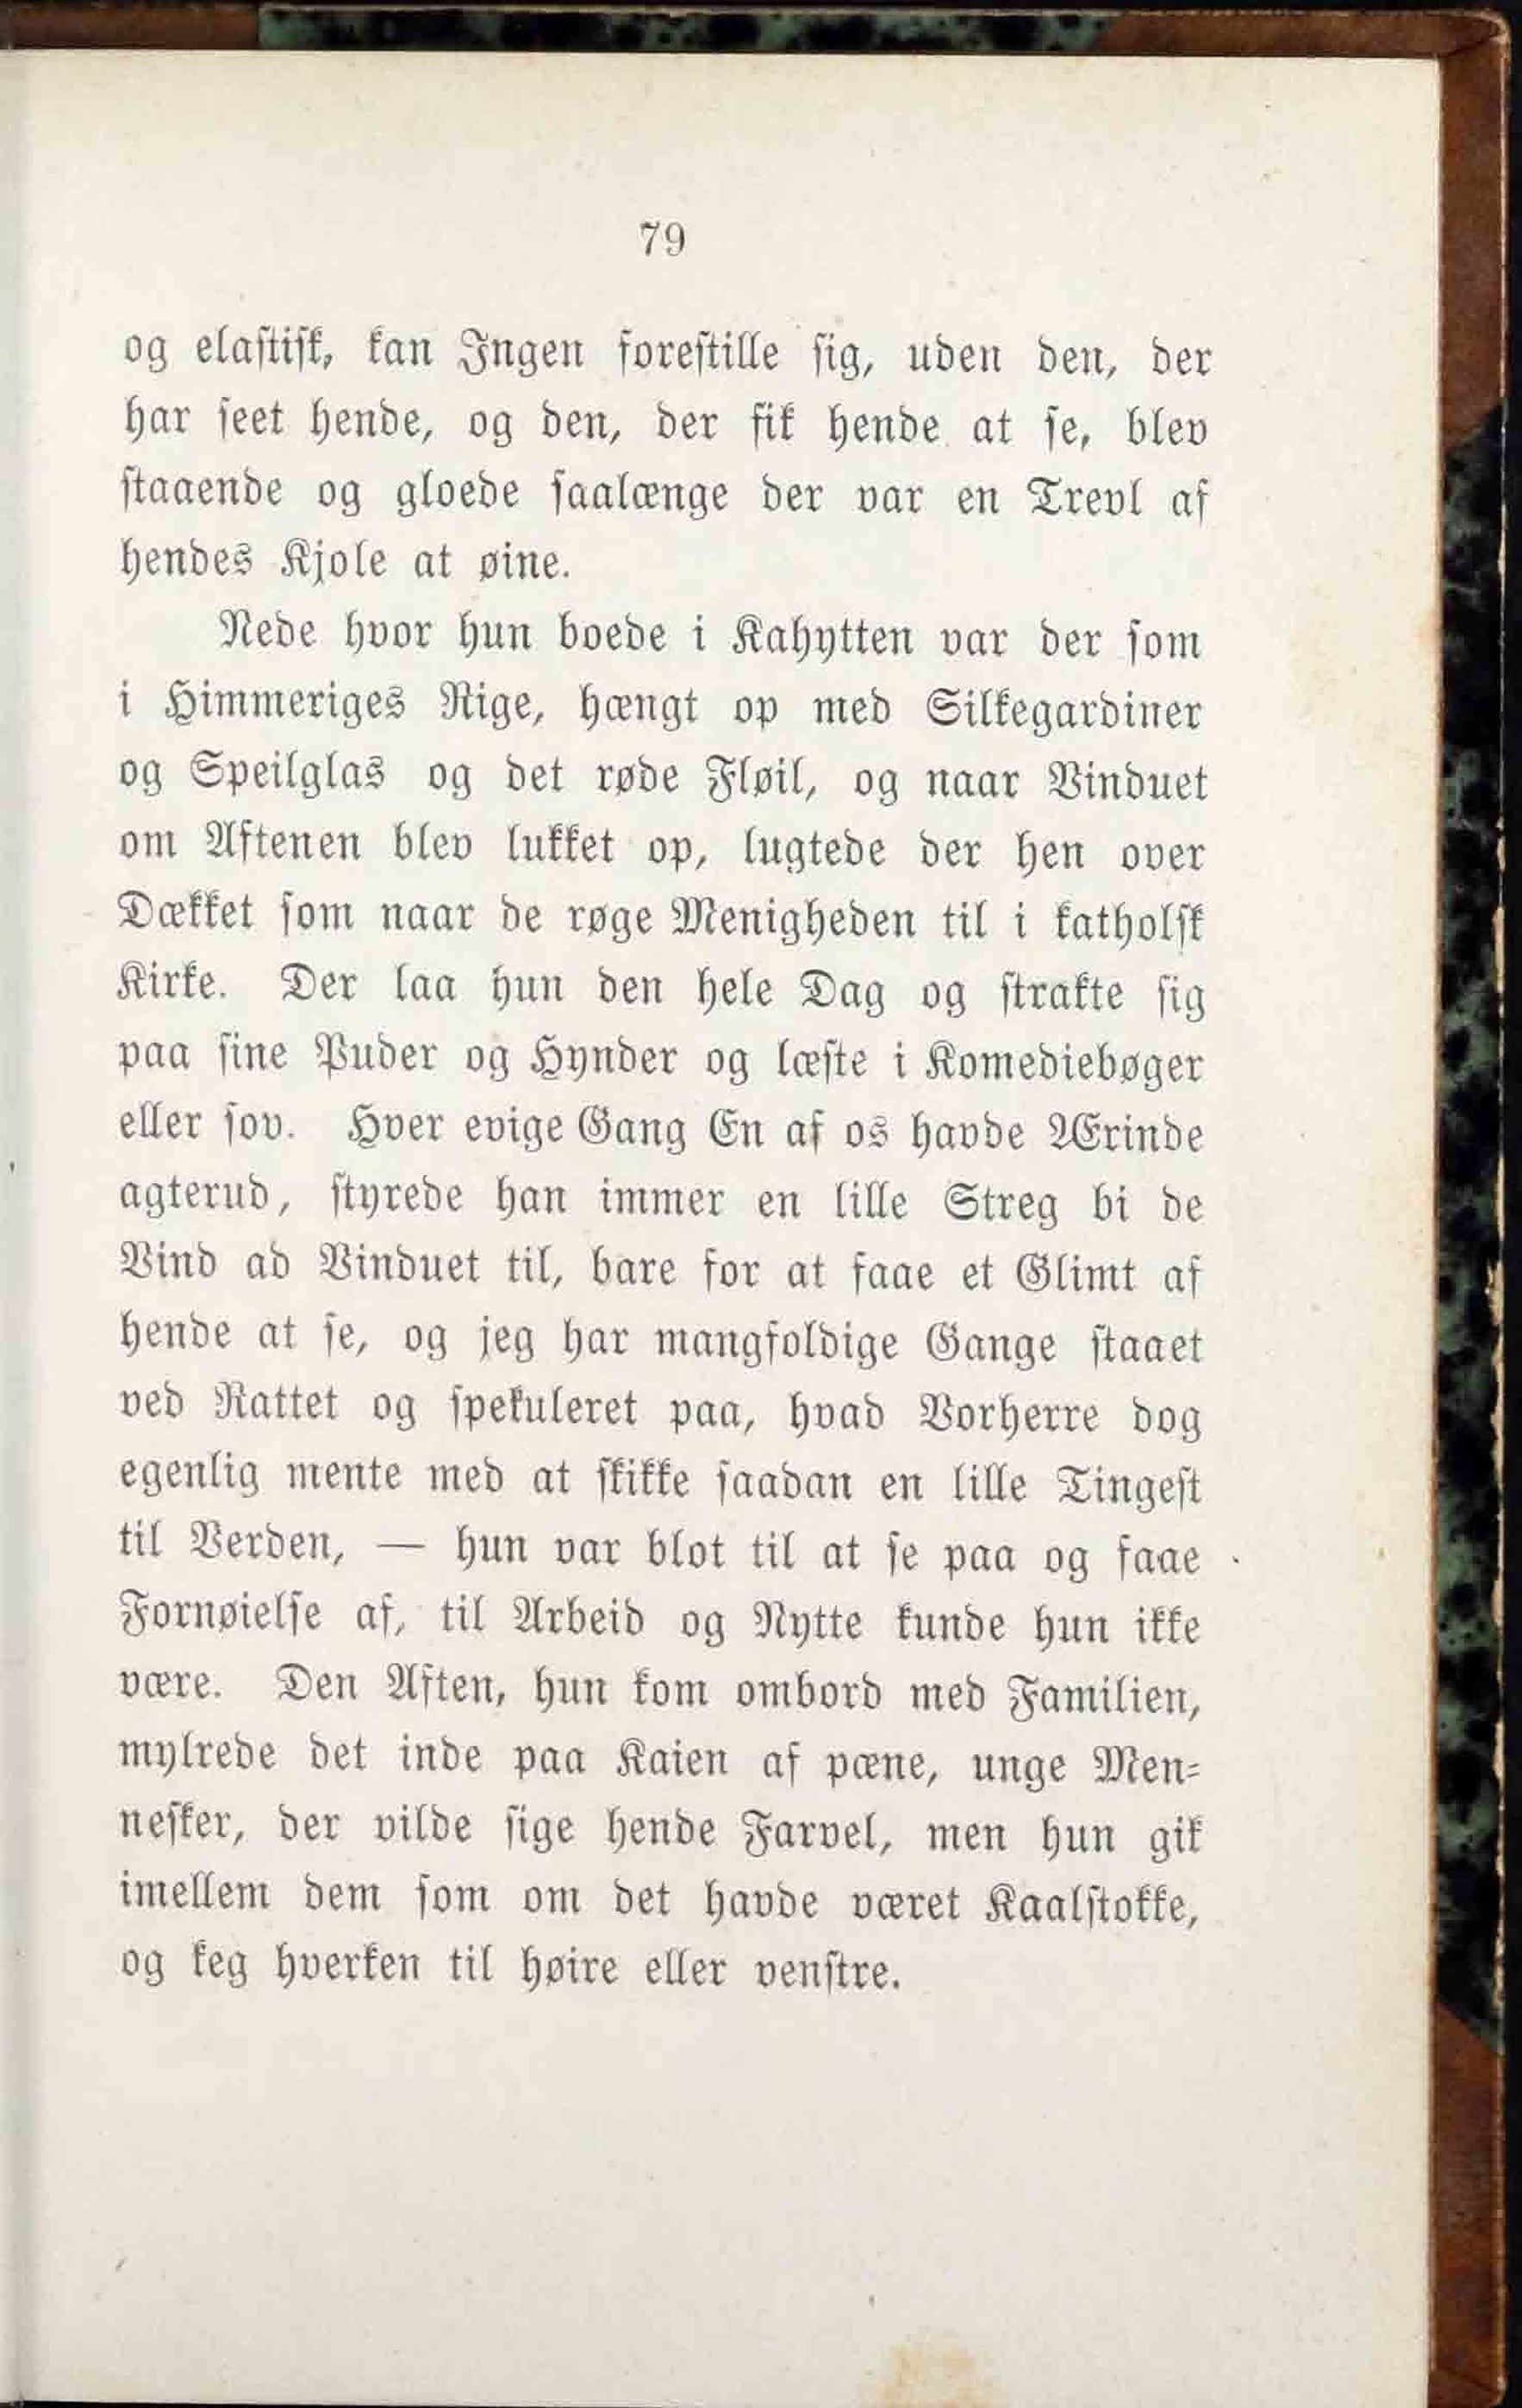 79
og elastisk, kan Ingen forestille sig, uden den, der
har seet hende, og den, der fik hende at se, blev
staaende og gloede saalænge der var en Trevl af
hendes Kjole at øine.
Nede hvor hun boede i Kahytten var der som
i Himmeriges Rige, hængt op med Silkegardiner
og Speilglas og det røde Fløil, og naar Vinduet
om Aftenen blev lukket op, lugtede der hen over
Dækket som naar de røge Menigheden til i katholsk
Kirke. Der laa hun den hele Dag og strakte sig
paa sine Puder og Hynder og læste i Komediebøger
eller sov. Hver evige Gang En af os havde Ærinde
agterud, styrede han immer en lille Streg bi de
Vind ad Vinduet til, bare for at faae et Glimt af
hende at se, og jeg har mangfoldige Gange staaet
ved Rattet og spekuleret paa, hvad Vorherre dog
egenlig mente med at skikke saadan en lille Tingest
til Verden, — hun var blot til at se paa og faae
Fornøielse af, til Arbeid og Nytte kunde hun ikke
være. Den Aften, hun kom ombord med Familien,
mylrede det inde paa Kaien af pæne, unge Men-
nesker, der vilde sige hende Farvel, men hun gik
imellem dem som om det havde været Kaalstokke,
og keg hverken til høire eller venstre.